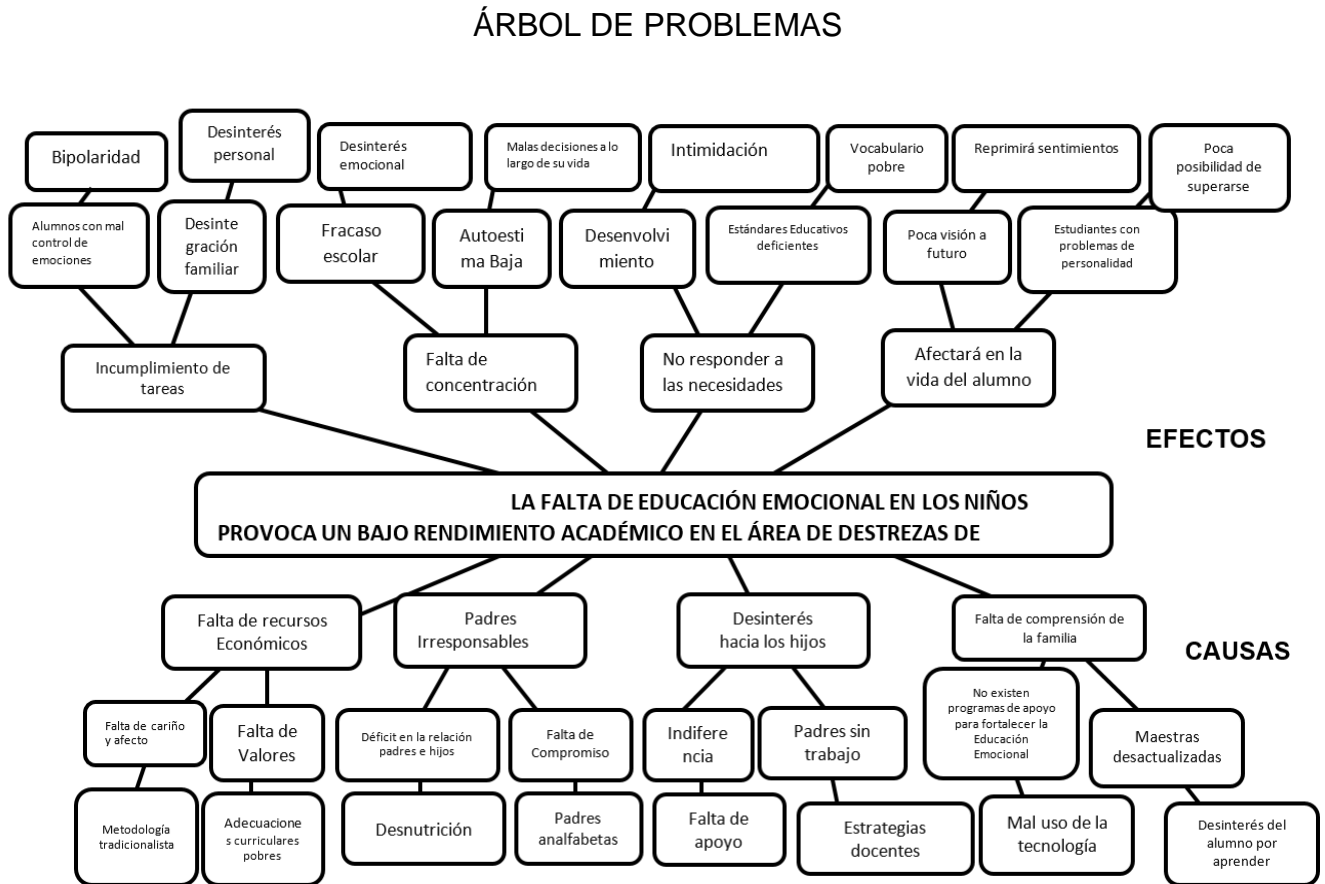 ÁRBOL DE PROBLEMAS
Bipolaridad
Desinterés
personal
Desinterés
emocional
Malas decisiones a lo
largo de su vida
Intimidación
Vocabulario
pobre
Reprimirá sentimientos
Poca
posibilidad de
superarse
Alumnos con mal
control de
emociones
Desinte
gración
familiar
Fracaso
escolar
Autoesti
ma Baja
Desenvolvi
miento
Estándares Educativos
deficientes
Poca visión a
futuro
Estudiantes con
problemas de
personalidad
Incumplimiento de
tareas
Falta de
concentración
No responder a
las necesidades
Afectará en la
vida del alumno
EFECTOS
LA FALTA DE EDUCACIÓN EMOCIONAL EN LOS NIÑOS
PROVOCA UN BAJO RENDIMIENTO ACADÉMICO EN EL ÁREA DE DESTREZAS DE
Falta de recursos
Económicos
Padres
Irresponsables
Desinterés
hacia los hijos
Falta de comprensión de
la familia
CAUSAS
Falta de cariño
y afecto
Falta de
Valores
Déficit en la relación
padres e hijos
Falta de
Compromiso
Indifere
ncia
Padres sin
trabajo
No existen
programas de apoyo
para fortalecer la
Educación
Emocional
Maestras
desactualizadas
Metodología
tradicionalista
Adecuacione
s curriculares
pobres
Desnutrición
Padres
analfabetas
Falta de
apoyo
Estrategias
docentes
Mal uso de la
tecnología
Desinterés del
alumno por
aprender